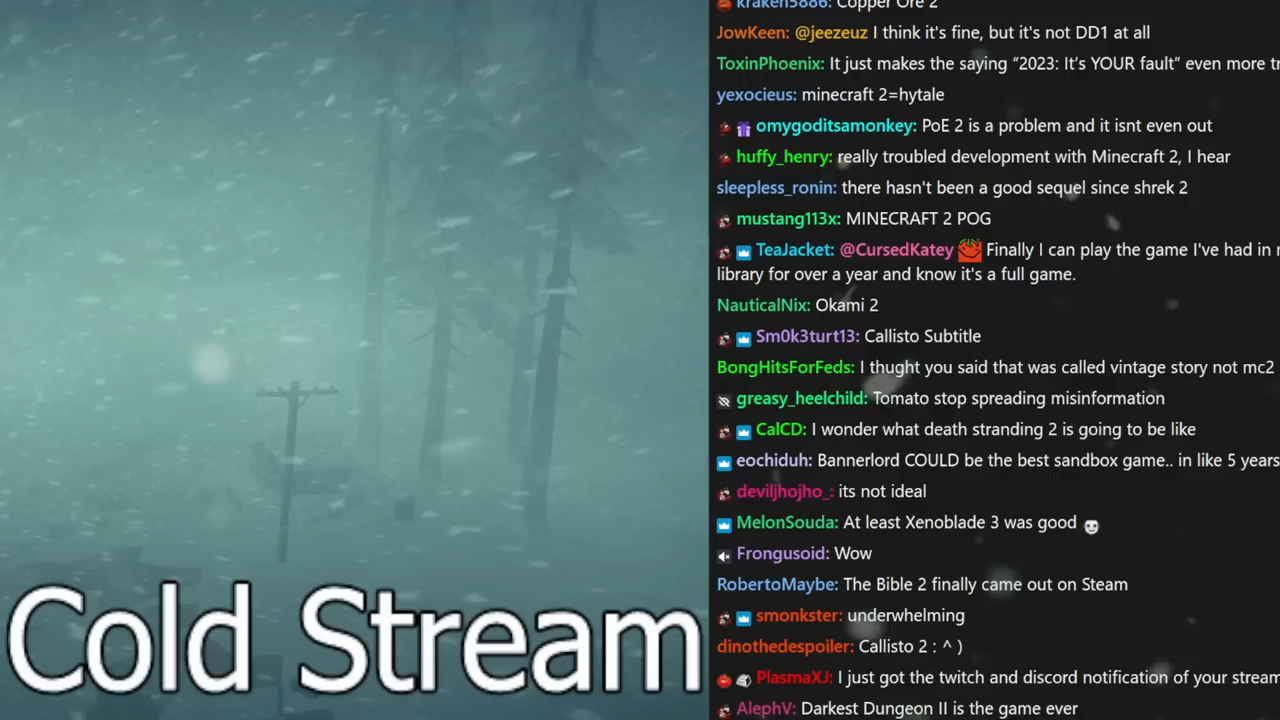 kraken5886: Copper Ore 2
JowKeen: @jeezeuz I think it's fine, but it's not DD1 at all
ToxinPhoenix: It just makes the saying “2023: It’s YOUR fault” even more tr
yexocieus: minecraft 2=hytale
omygoditsamonkey: PoE 2 is a problem and it isnt even out
huffy_henry: really troubled development with Minecraft 2, I hear
sleepless_ronin: there hasn't been a good sequel since shrek 2
mustang113x: MINECRAFT 2 POG
TeaJacket: @CursedKatey Finally I can play the game I've had in m
library for over a year and know it's a full game.
NauticalNix: Okami 2
Sm0k3turt13: Callisto Subtitle
BongHitsForFeds: I thught you said that was called vintage story not mc2
greasy_heelchild: Tomato stop spreading misinformation
CalCD: I wonder what death stranding 2 is going to be like
eochiduh: Bannerlord COULD be the best sandbox game.. in like 5 years
deviljhojho_: its not ideal
MelonSouda: At least Xenoblade 3 was good
Frongusoid: Wow
RobertoMaybe: The Bible 2 finally came out on Steam
smonkster: underwhelming
dinothedespoiler: Callisto 2 : ^ )
PlasmaXJ: I just got the twitch and discord notification of your stream
AlephV: Darkest Dungeon II is the game ever
Cold Stream